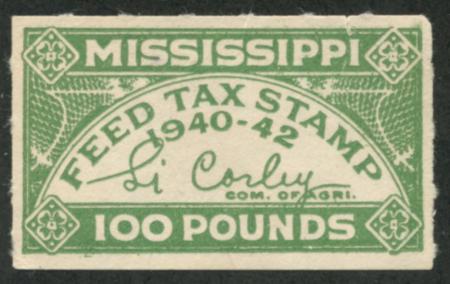 MISSISSIPPI
FEED TAX STAMP
1940-42
Si Corley
COM. OF AGRI.
100 POUNDS